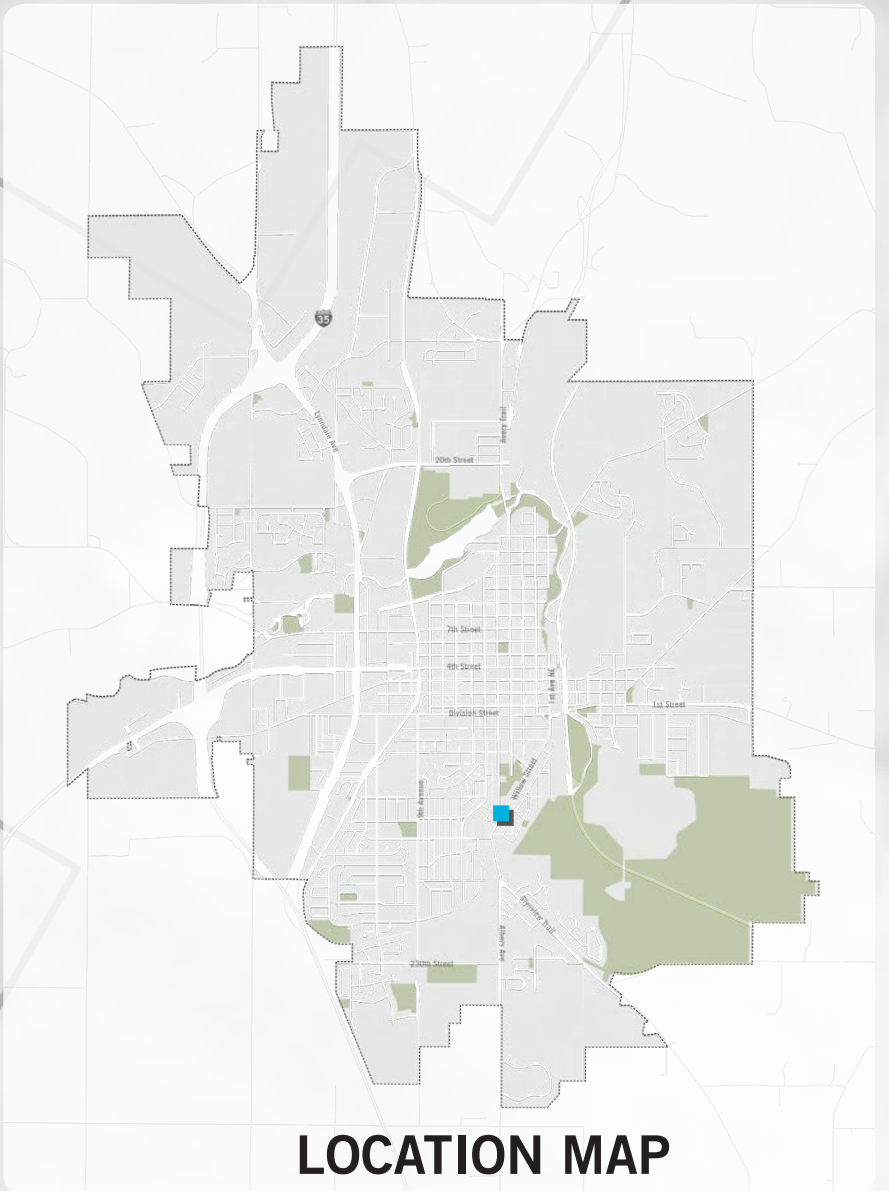 35
Lyndale Ave
Avery Trail
20th Street
7th Street
4th Street
1st Ave NE
1st Street
Division Street
Willow Street
9th Avenue
Glynview Trail
Albers Ave
230th Street
LOCATION MAP